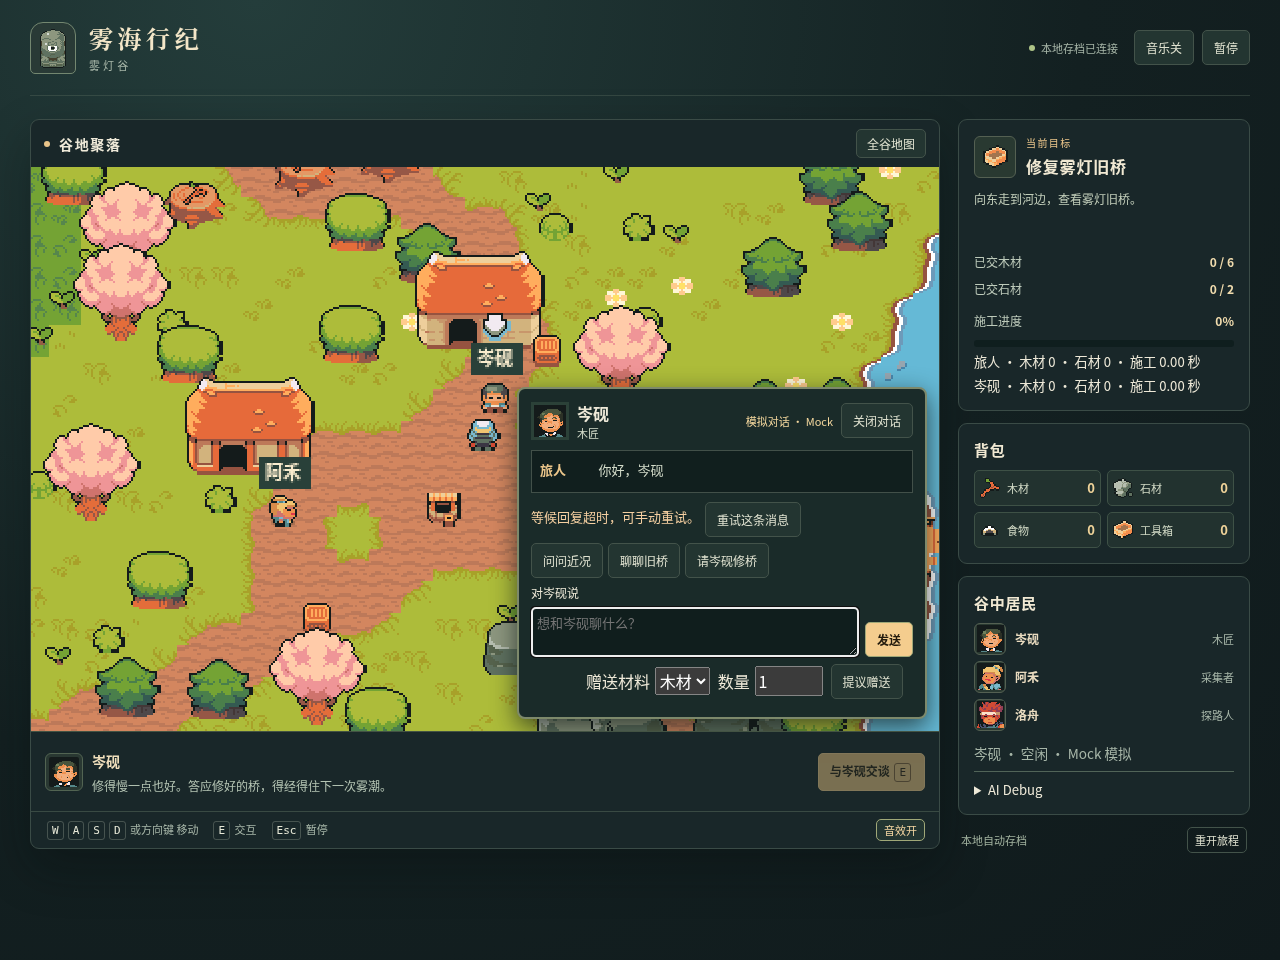 雾海行纪
雾灯谷
本地存档已连接
音乐关
暂停
谷地聚落
全谷地图
岑砚
阿禾
岑砚
木匠
模拟对话 · Mock
关闭对话
旅人 你好，岑砚
等候回复超时，可手动重试。
重试这条消息
问问近况
聊聊旧桥
请岑砚修桥
对岑砚说
想和岑砚聊什么？
发送
赠送材料 木材 数量 1 提议赠送
岑砚
修得慢一点也好。答应修好的桥，得经得住下一次雾潮。
与岑砚交谈 E
W A S D 或方向键 移动 E 交互 Esc 暂停
音效开
当前目标
修复雾灯旧桥
向东走到河边，查看雾灯旧桥。
已交木材 0 / 6
已交石材 0 / 2
施工进度 0%
旅人 · 木材 0 · 石材 0 · 施工 0.00 秒
岑砚 · 木材 0 · 石材 0 · 施工 0.00 秒
背包
木材 0
石材 0
食物 0
工具箱 0
谷中居民
岑砚 木匠
阿禾 采集者
洛舟 探路人
岑砚 · 空闲 · Mock 模拟
AI Debug
本地自动存档
重开旅程